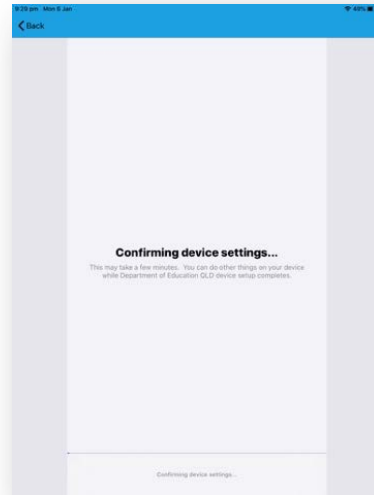 9:29 pm Mon 6 Jan 49%
Back
Confirming device settings...
This may take a few minutes. You can do other things on your device
while Department of Education QLD device setup completes.
Confirming device settings...